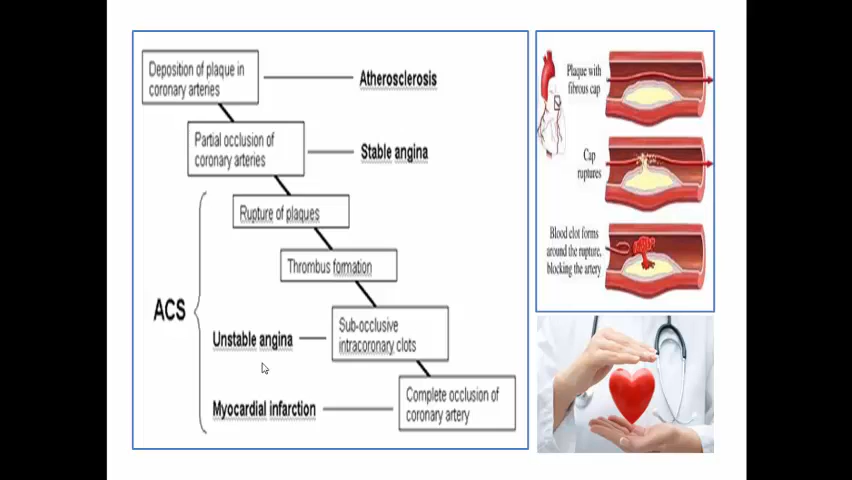 Deposition of plaque in
coronary arteries
Atherosclerosis
Partial occlusion of
coronary arteries
Stable angina
Rupture of plaques
Thrombus formation
ACS
Unstable angina
Sub-occlusive
intracoronary clots
Myocardial infarction
Complete occlusion of
coronary artery
Plaque with
fibrous cap
Cap
ruptures
Blood clot forms
around the rupture,
blocking the artery